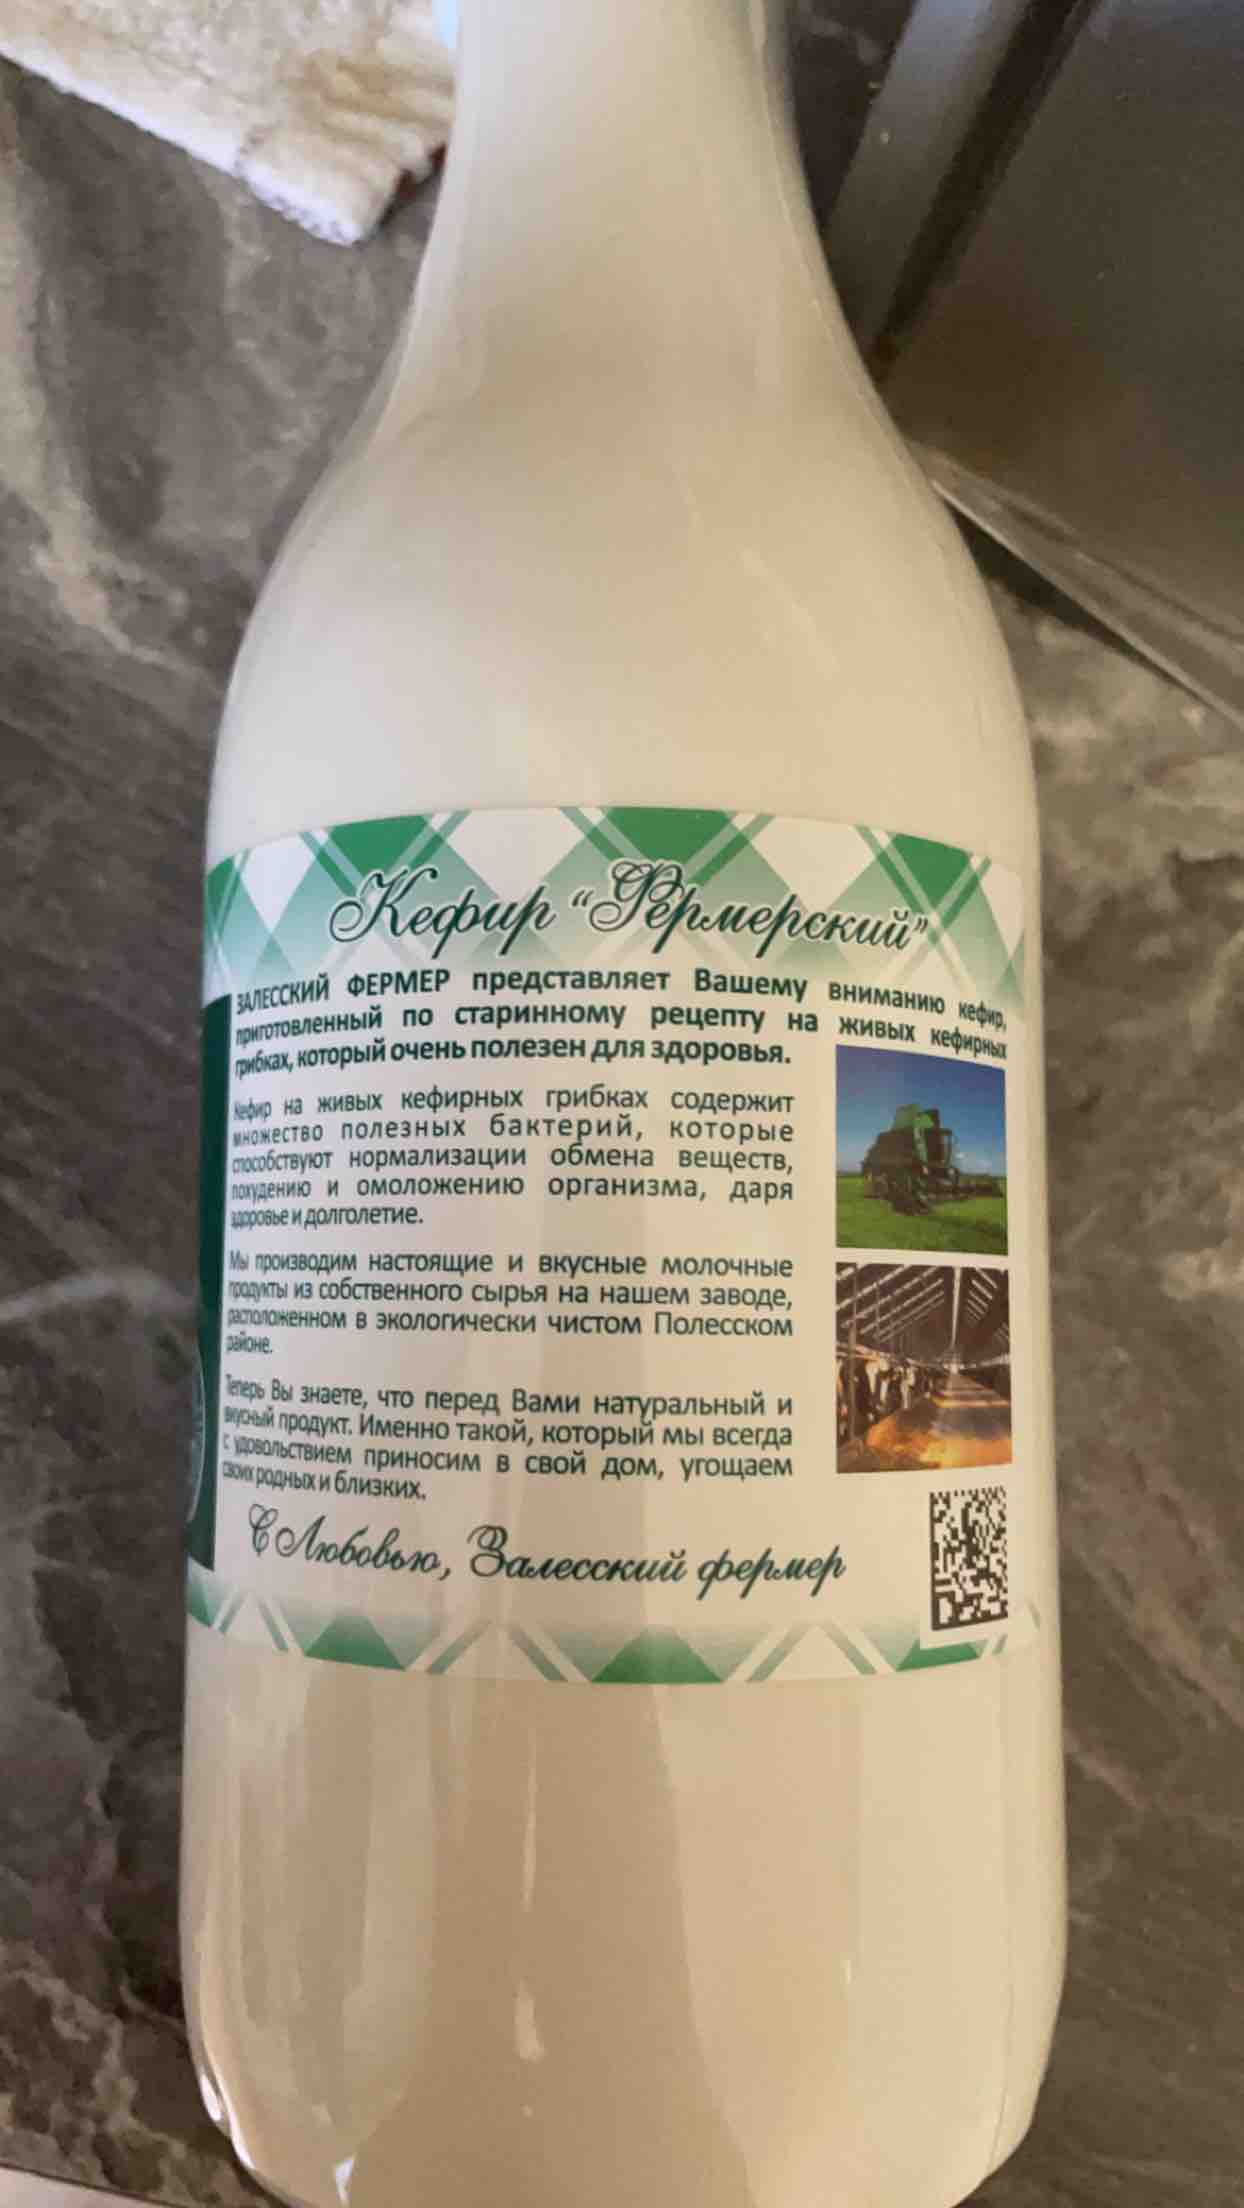 Кефир “Фермерский”
ЗАЛЕССКИЙ ФЕРМЕР представляет Вашему вниманию кефир,
приготовленный по старинному рецепту на живых кефирных
грибках, который очень полезен для здоровья.
Кефир на живых кефирных грибках содержит
множество полезных бактерий, которые
способствуют нормализации обмена веществ,
похудению и омоложению организма, даря
здоровье и долголетие.
Мы производим настоящие и вкусные молочные
продукты из собственного сырья на нашем заводе,
расположенном в экологически чистом Полесском
районе.
Теперь Вы знаете, что перед Вами натуральный и
вкусный продукт. Именно такой, который мы всегда
с удовольствием приносим в свой дом, угощаем
своих родных и близких.
С Любовью, Залесский фермер